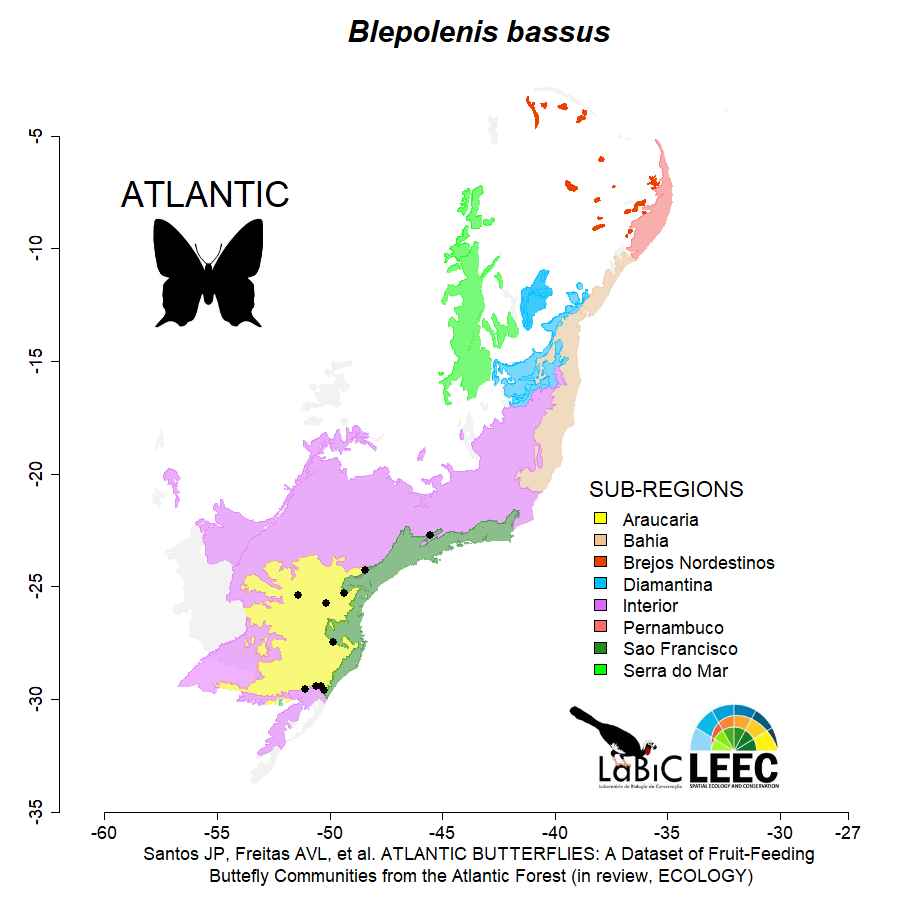 Blepolenis bassus
ATLANTIC
-5
-10
-15
-20
-25
-30
-35
SUB-REGIONS
Araucaria
Bahia
Brejos Nordestinos
Diamantina
Interior
Pernambuco
Sao Francisco
Serra do Mar
LaBiC
Laboratório de Biologia da Conservação
LEEC
SPATIAL ECOLOGY AND CONSERVATION
-60 -55 -50 -45 -40 -35 -30 -27
Santos JP, Freitas AVL, et al. ATLANTIC BUTTERFLIES: A Dataset of Fruit-Feeding
Buttefly Communities from the Atlantic Forest (in review, ECOLOGY)